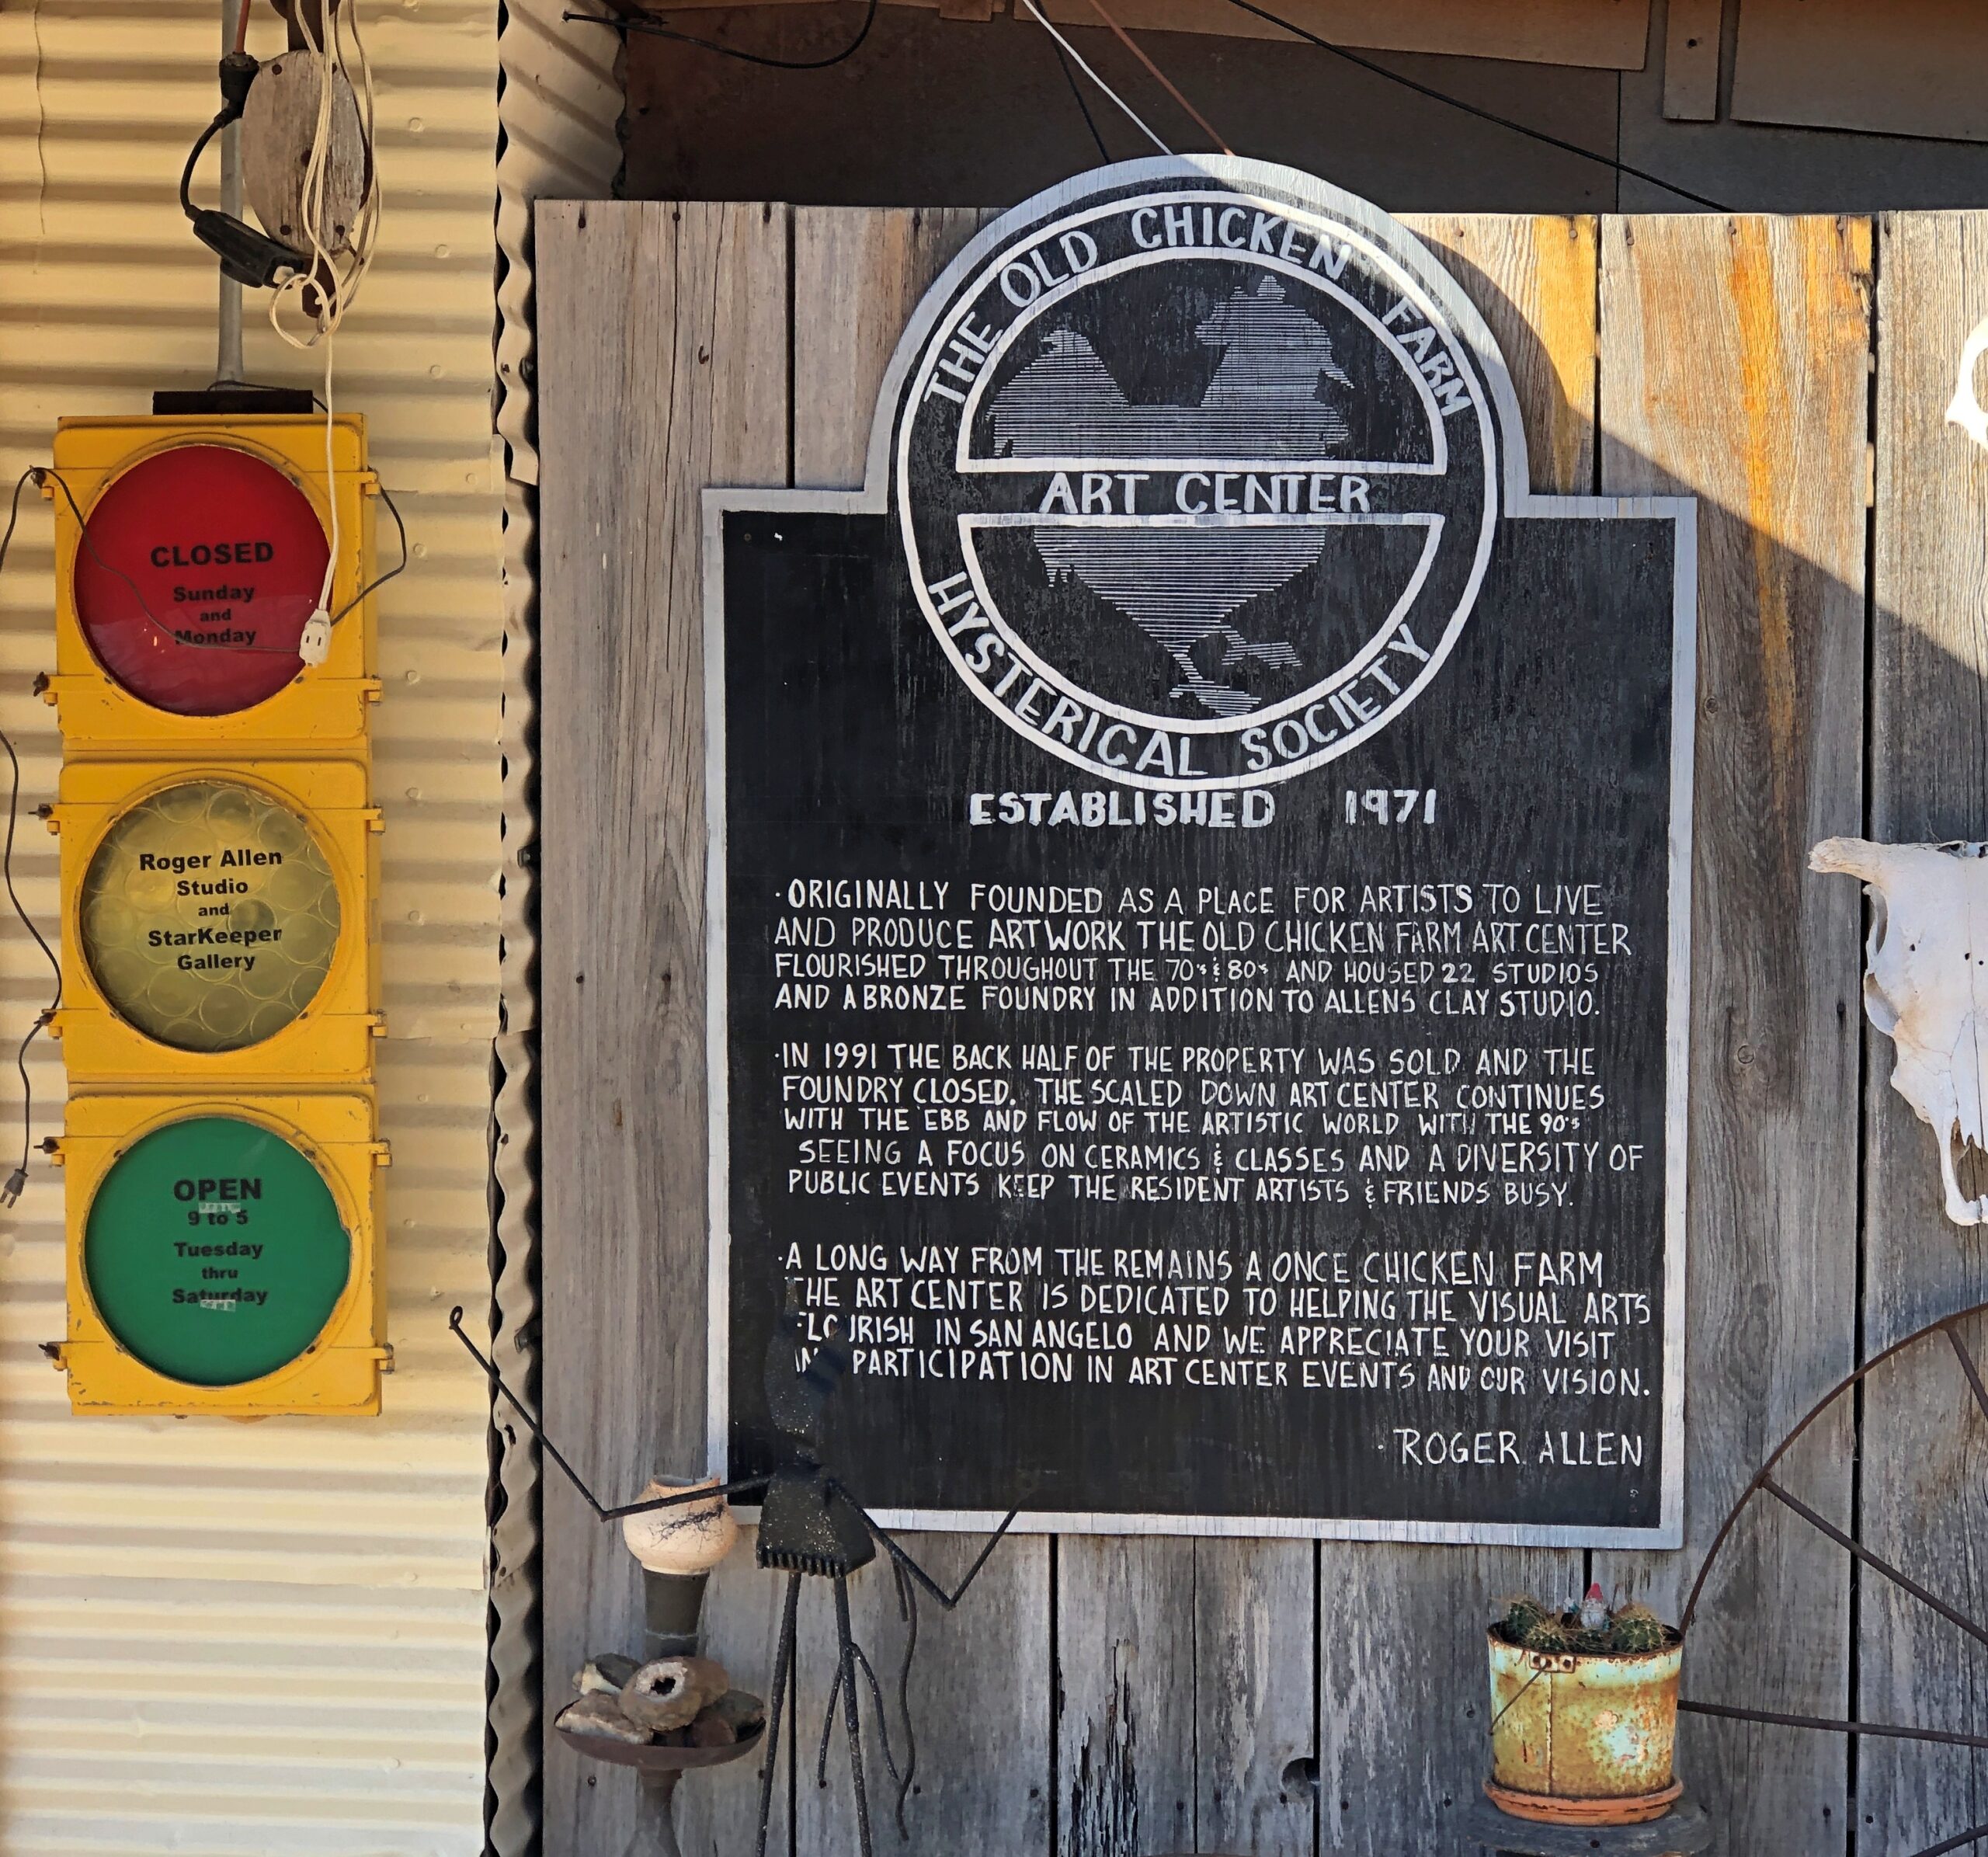 CLOSED
Sunday
and
Monday
Roger Allen
Studio
and
StarKeeper
Gallery
OPEN
9 to 5
Tuesday
thru
Saturday
THE OLD CHICKEN FARM
ART CENTER
HYSTERICAL SOCIETY
ESTABLISHED 1971
·ORIGINALLY FOUNDED AS A PLACE FOR ARTISTS TO LIVE
AND PRODUCE ARTWORK THE OLD CHICKEN FARM ART CENTER
FLOURISHED THROUGHOUT THE 70's & 80s AND HOUSED 22 STUDIOS
AND A BRONZE FOUNDRY IN ADDITION TO ALLENS CLAY STUDIO.
·IN 1991 THE BACK HALF OF THE PROPERTY WAS SOLD AND THE
FOUNDRY CLOSED. THE SCALED DOWN ART CENTER CONTINUES
WITH THE EBB AND FLOW OF THE ARTISTIC WORLD WITH THE 90's
SEEING A FOCUS ON CERAMICS & CLASSES AND A DIVERSITY OF
PUBLIC EVENTS KEEP THE RESIDENT ARTISTS & FRIENDS BUSY.
·A LONG WAY FROM THE REMAINS A ONCE CHICKEN FARM
THE ART CENTER IS DEDICATED TO HELPING THE VISUAL ARTS
FLOURISH IN SAN ANGELO AND WE APPRECIATE YOUR VISIT
AND PARTICIPATION IN ART CENTER EVENTS AND OUR VISION.
·ROGER ALLEN